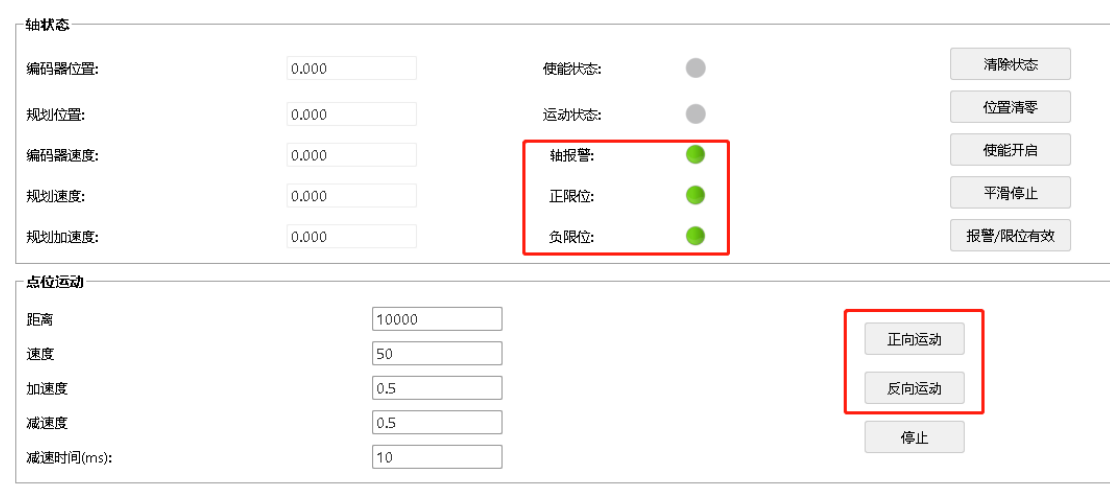 轴状态
编码器位置: 0.000 使能状态: 清除状态
规划位置: 0.000 运动状态: 位置清零
编码器速度: 0.000 轴报警: 使能开启
规划速度: 0.000 正限位: 平滑停止
规划加速度: 0.000 负限位: 报警/限位有效
点位运动
距离 10000 正向运动
速度 50
加速度 0.5 反向运动
减速度 0.5 停止
减速时间(ms): 10